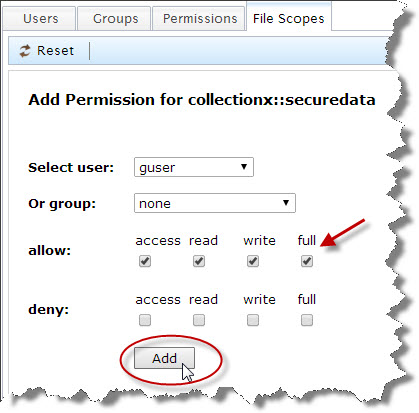 Users Groups Permissions File Scopes
Reset
Add Permission for collectionx::securedata
Select user: guser
Or group: none
access read write full
allow:
access read write full
deny:
Add